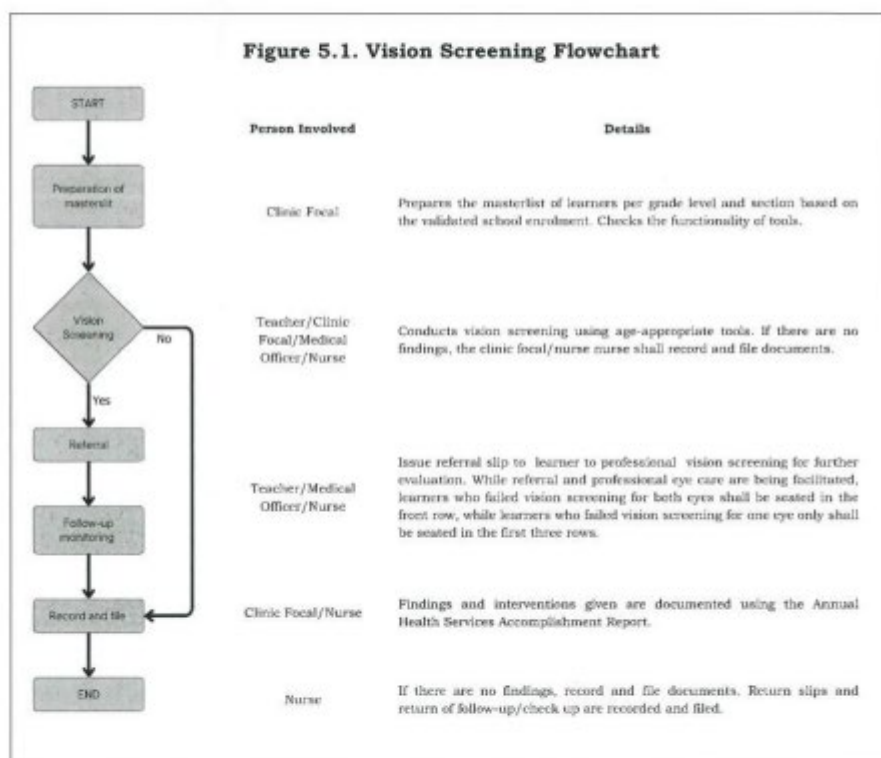 Figure 5.1. Vision Screening Flowchart
START
Person Involved
Details
Preparation of
masterslit
Clinic Focal
Prepares the masterlist of learners per grade level and section based on
the validated school enrolment. Checks the functionality of tools.
Vision
Screening
No
Yes
Teacher/Clinic
Focal/Medical
Officer/Nurse
Conducts vision screening using age-appropriate tools. If there are no
findings, the clinic focal/nurse nurse shall record and file documents.
Referral
Follow-up
monitoring
Teacher/Medical
Officer/Nurse
Issue referral slip to learner to professional vision screening for further
evaluation. While referral and professional eye care are being facilitated,
learners who failed vision screening for both eyes shall be seated in the
front row, while learners who failed vision screening for one eye only shall
be seated in the first three rows.
Record and file
Clinic Focal/Nurse
Findings and interventions given are documented using the Annual
Health Services Accomplishment Report.
END
Nurse
If there are no findings, record and file documents. Return slips and
return of follow-up/check up are recorded and filed.